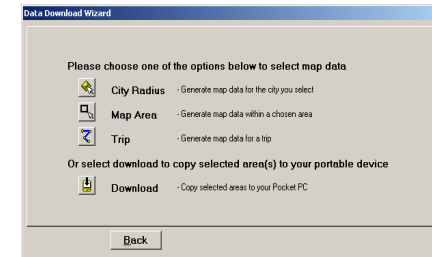 Data Download Wizard
Please choose one of the options below to select map data
City Radius - Generate map data for the city you select
Map Area - Generate map data within a chosen area
Trip - Generate map data for a trip
Or select download to copy selected area(s) to your portable device
Download - Copy selected areas to your Pocket PC
Back